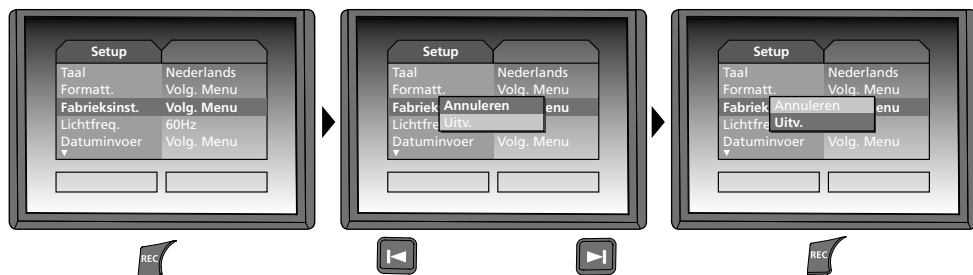 Setup
Taal Nederlands
Formatt. Volg. Menu
Fabrieksinst. Volg. Menu
Lichtfreq. 60Hz
Datuminvoer Volg. Menu
REC
Setup
Taal Nederlands
Formatt. Volg. Menu
Fabriek enu
Annuleren
Lichtfre
Uitv.
Datuminvoer Volg. Menu
Setup
Taal Nederlands
Formatt. Volg. Menu
Fabriek enu
Annuleren
Lichtfre
Uitv.
Datuminvoer Volg. Menu
REC